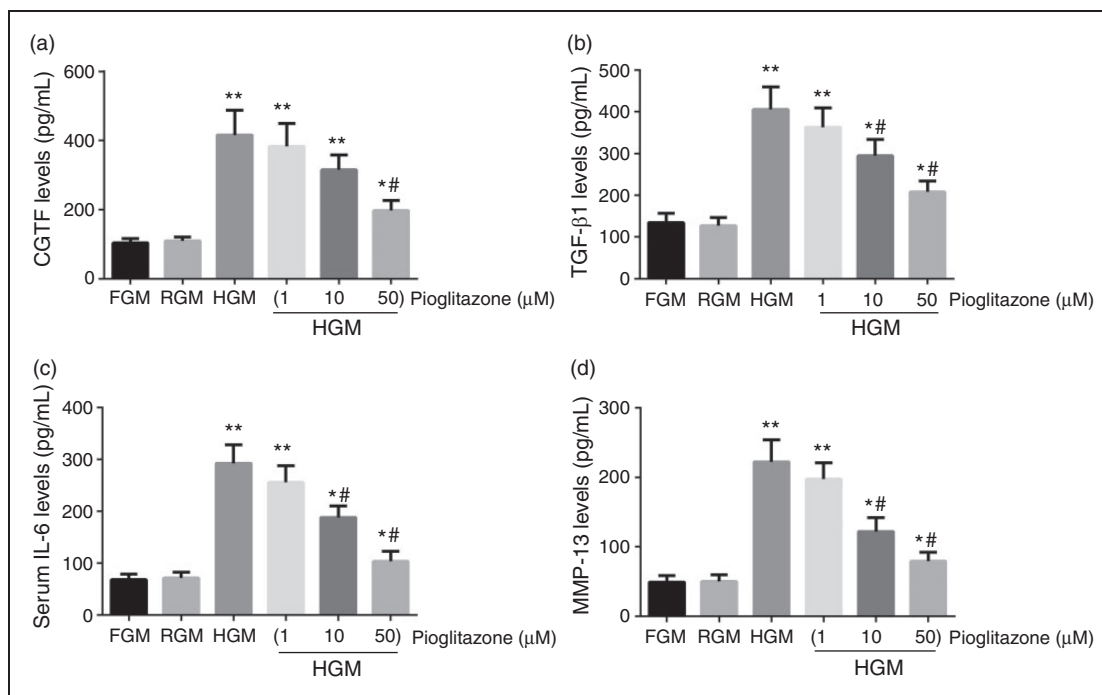 (a)
600
400
200
0
CGTF levels (pg/mL)
** ** ** *#
FGM RGM HGM (1 10 50) Pioglitazone (μM)
HGM
(b)
500
400
300
200
100
0
TGF-β1 levels (pg/mL)
** ** *# *#
FGM RGM HGM 1 10 50 Pioglitazone (μM)
HGM
(c)
400
300
200
100
0
Serum IL-6 levels (pg/mL)
** ** *# *#
FGM RGM HGM (1 10 50) Pioglitazone (μM)
HGM
(d)
300
200
100
0
MMP-13 levels (pg/mL)
** ** *# *#
FGM RGM HGM (1 10 50) Pioglitazone (μM)
HGM